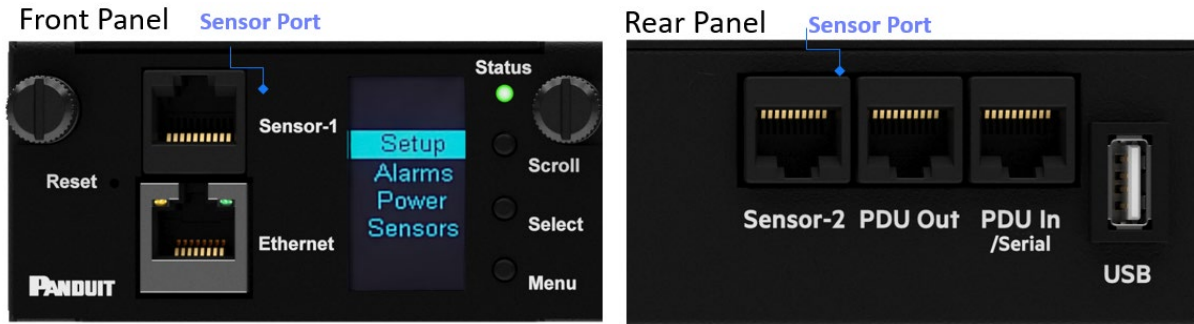 Front Panel
Sensor Port
Status
Sensor-1
Setup
Alarms
Power
Sensors
Scroll
Reset
Select
Ethernet
Menu
PANDUIT
Rear Panel
Sensor Port
Sensor-2
PDU Out
PDU In
/Serial
USB